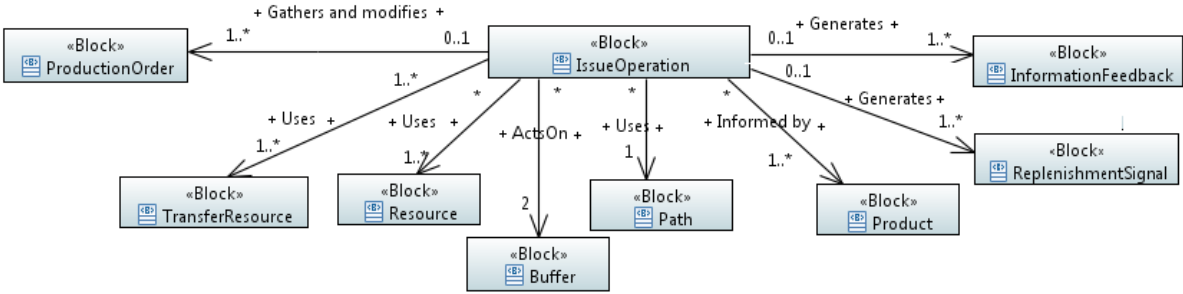 + Gathers and modifies +
1..*
0..1
«Block»
ProductionOrder
«Block»
IssueOperation
+ Generates +
0..1
1..*
«Block»
InformationFeedback
0..1
+ Generates +
1..*
«Block»
ReplenishmentSignal
1..*
+ Uses +
1..*
«Block»
TransferResource
*
+ Uses +
1..*
«Block»
Resource
*
+ ActsOn +
2
«Block»
Buffer
*
+ Uses +
1
«Block»
Path
*
+ Informed by +
1..*
«Block»
Product